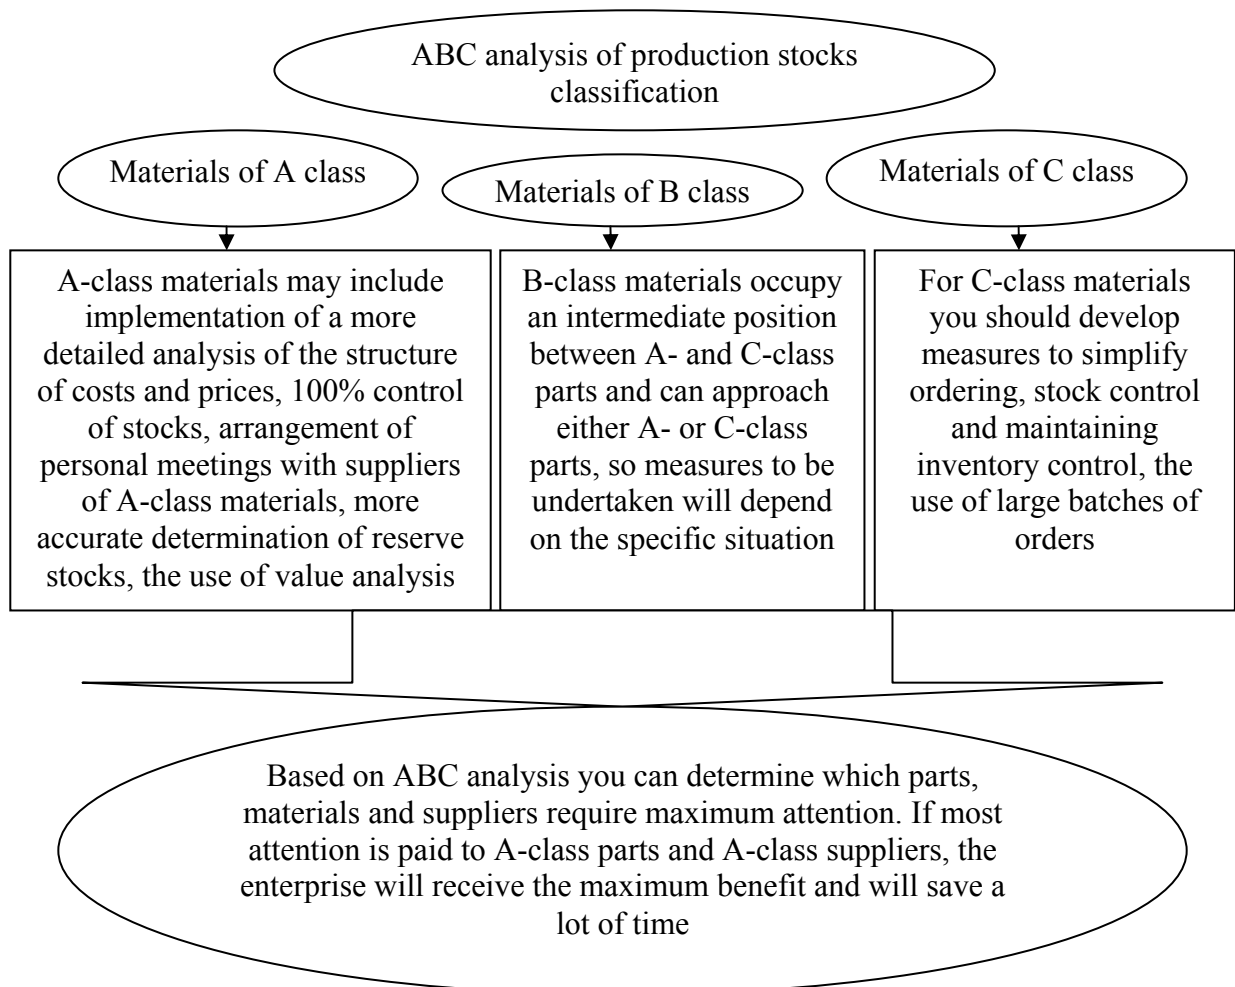 ABC analysis of production stocks
classification
Materials of A class
Materials of B class
Materials of C class
A-class materials may include
implementation of a more
detailed analysis of the structure
of costs and prices, 100% control
of stocks, arrangement of
personal meetings with suppliers
of A-class materials, more
accurate determination of reserve
stocks, the use of value analysis
B-class materials occupy
an intermediate position
between A- and C-class
parts and can approach
either A- or C-class
parts, so measures to be
undertaken will depend
on the specific situation
For C-class materials
you should develop
measures to simplify
ordering, stock control
and maintaining
inventory control, the
use of large batches of
orders
Based on ABC analysis you can determine which parts,
materials and suppliers require maximum attention. If most
attention is paid to A-class parts and A-class suppliers, the
enterprise will receive the maximum benefit and will save a
lot of time